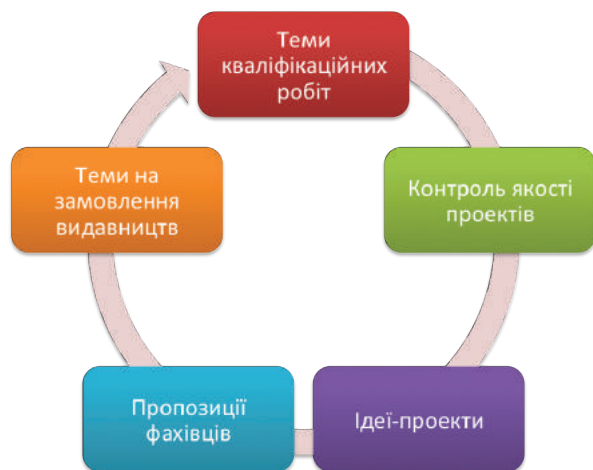 Теми
кваліфікаційних
робіт
Контроль якості
проектів
Ідеї-проекти
Пропозиції
фахівців
Теми на
замовлення
видавництв